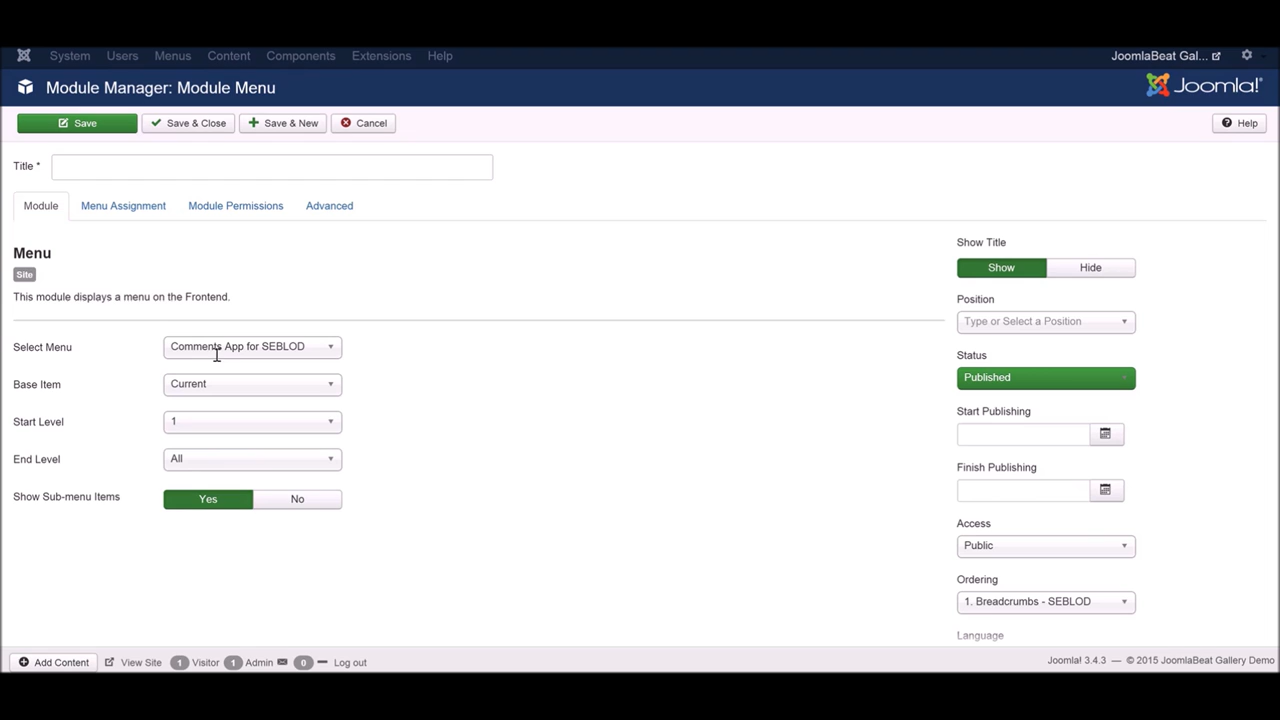 System Users Menus Content Components Extensions Help JoomlaBeat Gal...
Module Manager: Module Menu Joomla!®
Save Save & Close Save & New Cancel Help
Title *
Module Menu Assignment Module Permissions Advanced
Menu
Site
This module displays a menu on the Frontend.
Select Menu Comments App for SEBLOD
Base Item Current
Start Level 1
End Level All
Show Sub-menu Items Yes No
Show Title
Show Hide
Position
Type or Select a Position
Status
Published
Start Publishing
Finish Publishing
Access
Public
Ordering
1. Breadcrumbs - SEBLOD
Language
Add Content View Site 1 Visitor 1 Admin 0 Log out Joomla! 3.4.3 — © 2015 JoomlaBeat Gallery Demo